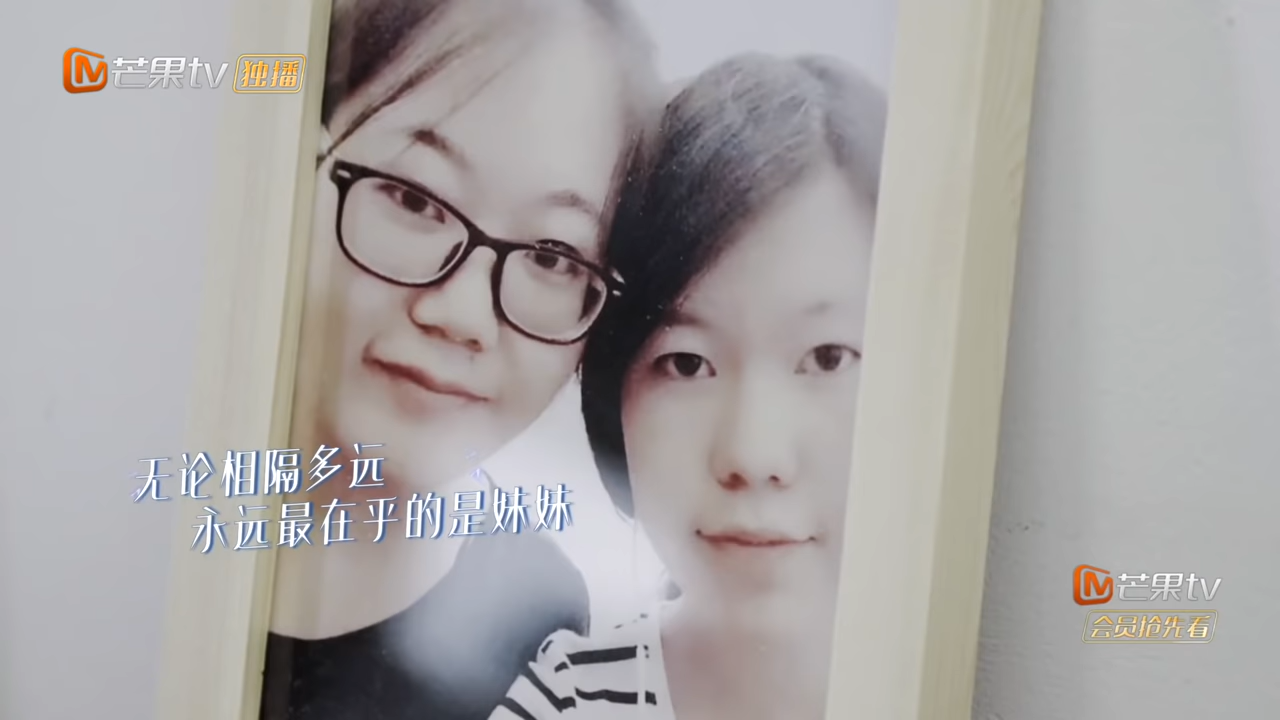 芒果tv 独播
无论相隔多远
永远最在乎的是妹妹
芒果tv
会员抢先看